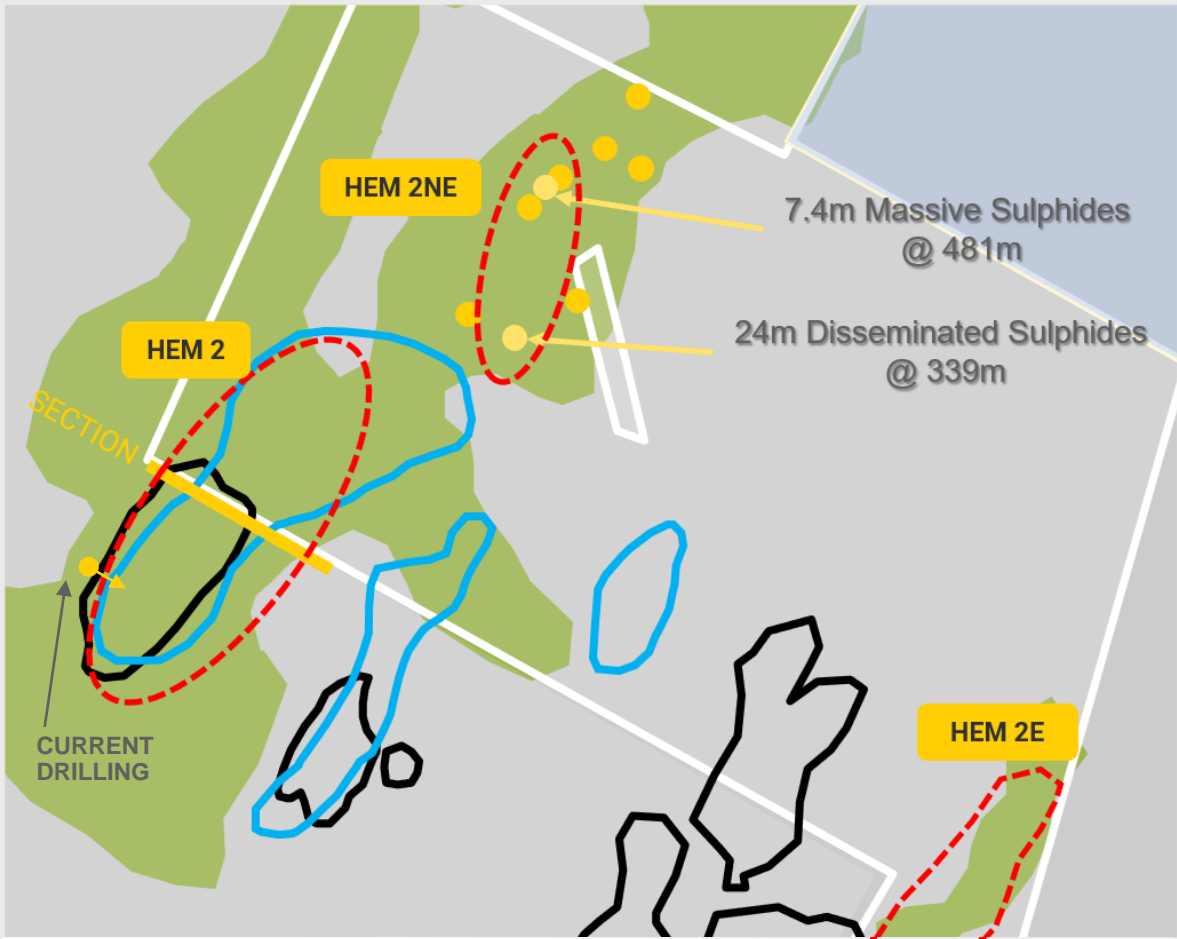 HEM 2NE
7.4m Massive Sulphides
@ 481m
HEM 2
24m Disseminated Sulphides
@ 339m
SECTION
HEM 2E
CURRENT
DRILLING